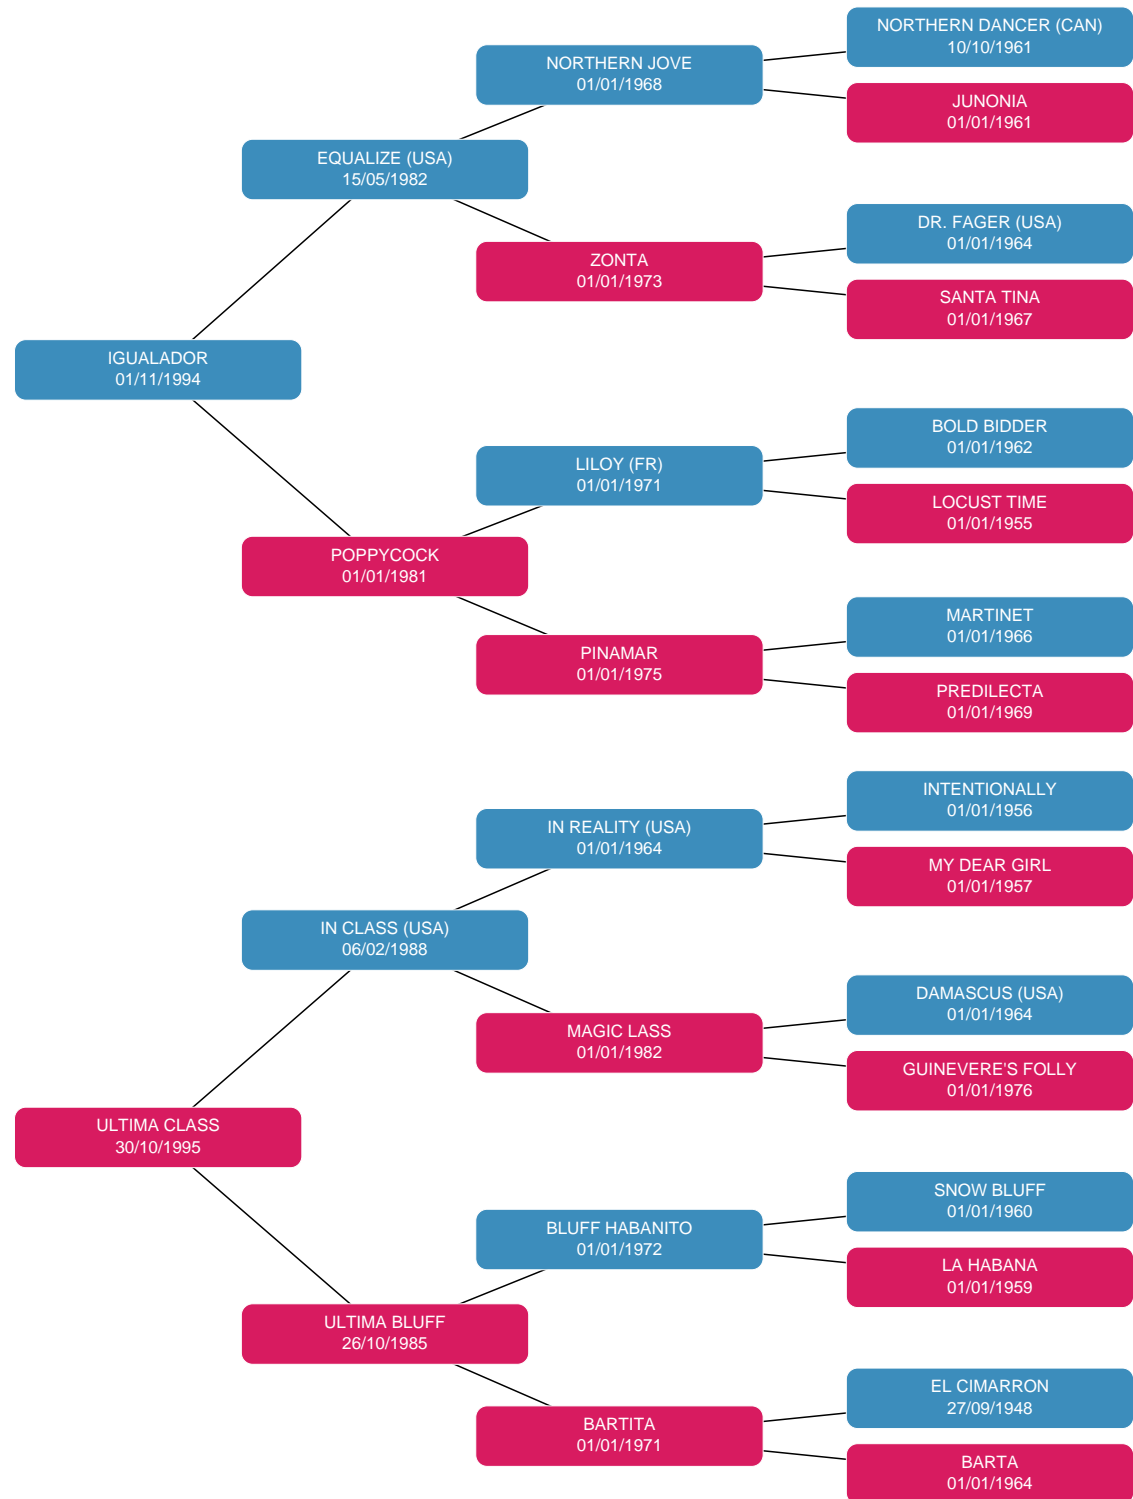 NORTHERN DANCER (CAN)
10/10/1961
NORTHERN JOVE
01/01/1968
JUNONIA
01/01/1961
EQUALIZE (USA)
15/05/1982
DR. FAGER (USA)
01/01/1964
ZONTA
01/01/1973
SANTA TINA
01/01/1967
IGUALADOR
01/11/1994
BOLD BIDDER
01/01/1962
LILOY (FR)
01/01/1971
LOCUST TIME
01/01/1955
POPPYCOCK
01/01/1981
MARTINET
01/01/1966
PINAMAR
01/01/1975
PREDILECTA
01/01/1969
INTENTIONALLY
01/01/1956
IN REALITY (USA)
01/01/1964
MY DEAR GIRL
01/01/1957
IN CLASS (USA)
06/02/1988
DAMASCUS (USA)
01/01/1964
MAGIC LASS
01/01/1982
GUINEVERE'S FOLLY
01/01/1976
ULTIMA CLASS
30/10/1995
SNOW BLUFF
01/01/1960
BLUFF HABANITO
01/01/1972
LA HABANA
01/01/1959
ULTIMA BLUFF
26/10/1985
EL CIMARRON
27/09/1948
BARTITA
01/01/1971
BARTA
01/01/1964